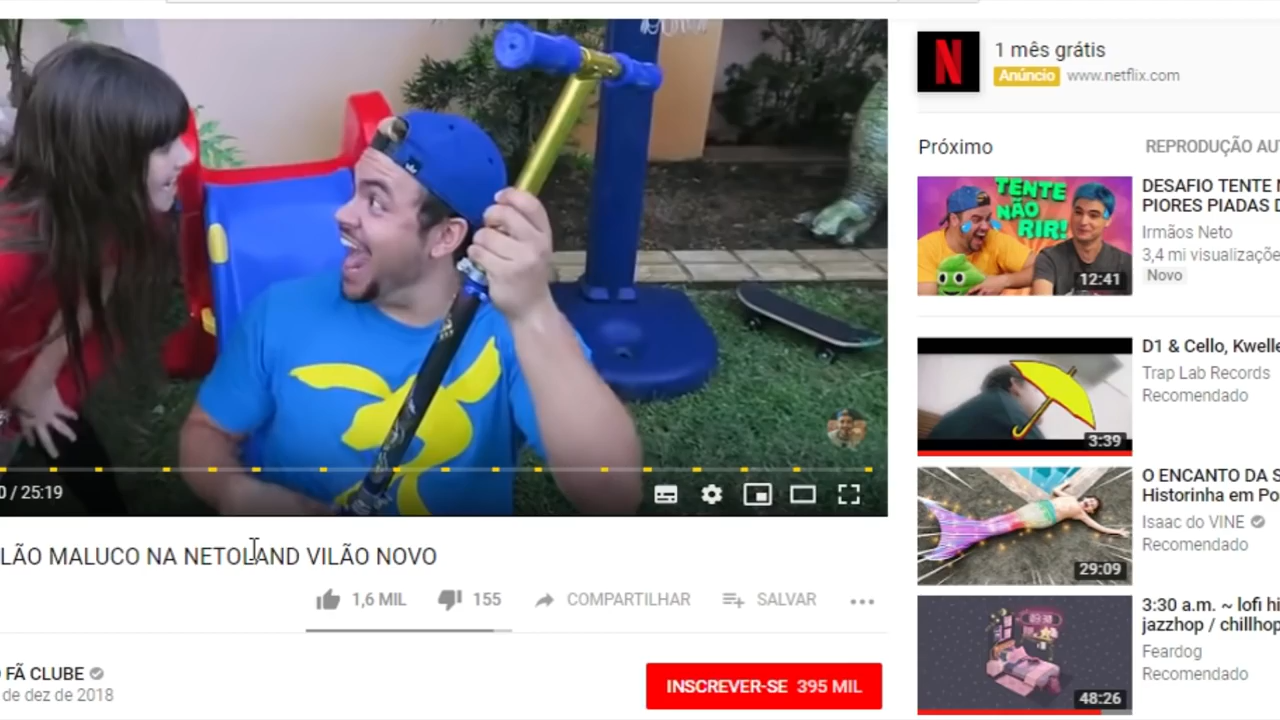 1 mês grátis
Anúncio www.netflix.com
Próximo
REPRODUÇÃO AU
TENTE
NÃO
RIR!
12:41
DESAFIO TENTE
PIORES PIADAS D
Irmãos Neto
3,4 mi visualizaçõe
Novo
3:39
D1 & Cello, Kwelle
Trap Lab Records
Recomendado
29:09
O ENCANTO DA S
Historinha em Po
Isaac do VINE
Recomendado
09:30
48:26
3:30 a.m. ~ lofi hi
jazzhop / chillhop
Feardog
Recomendado
0 / 25:19
LÃO MALUCO NA NETOLAND VILÃO NOVO
1,6 MIL 155 COMPARTILHAR SALVAR
FÃ CLUBE
de dez de 2018
INSCREVER-SE 395 MIL